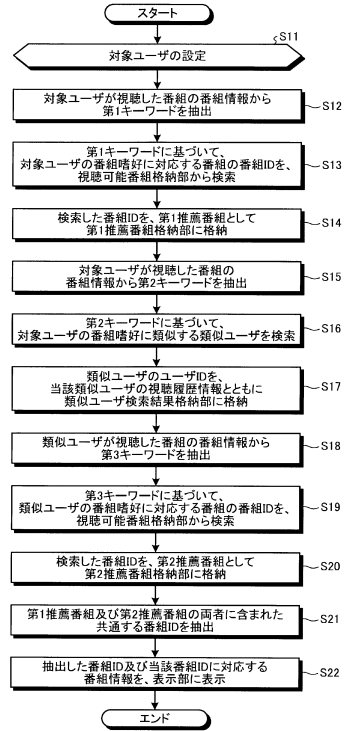 スタート
S11
対象ユーザの設定
対象ユーザが視聴した番組の番組情報から
第1キーワードを抽出
S12
第1キーワードに基づいて、
対象ユーザの番組嗜好に対応する番組の番組IDを、
視聴可能番組格納部から検索
S13
検索した番組IDを、第1推薦番組として
第1推薦番組格納部に格納
S14
対象ユーザが視聴した番組の
番組情報から第2キーワードを抽出
S15
第2キーワードに基づいて、
対象ユーザの番組嗜好に類似する類似ユーザを検索
S16
類似ユーザのユーザIDを、
当該類似ユーザの視聴履歴情報とともに
類似ユーザ検索結果格納部に格納
S17
類似ユーザが視聴した番組の番組情報から
第3キーワードを抽出
S18
第3キーワードに基づいて、
類似ユーザの番組嗜好に対応する番組の番組IDを、
視聴可能番組格納部から検索
S19
検索した番組IDを、第2推薦番組として
第2推薦番組格納部に格納
S20
第1推薦番組及び第2推薦番組の両者に含まれた
共通する番組IDを抽出
S21
抽出した番組ID及び当該番組IDに対応する
番組情報を、表示部に表示
S22
エンド